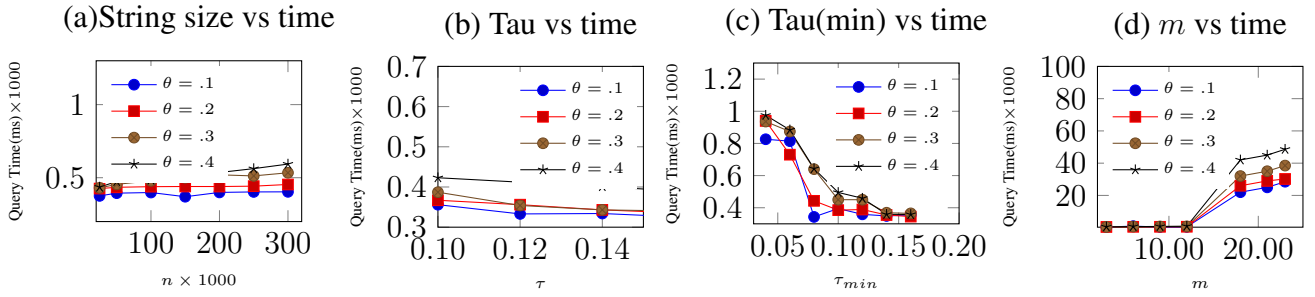 (a)String size vs time
1
0.5
100
200
300
Query Time(ms)×1000
n × 1000
θ = .1
θ = .2
θ = .3
θ = .4
(b) Tau vs time
0.7
0.6
0.5
0.4
0.3
0.10
0.12
0.14
Query Time(ms)×1000
τ
θ = .1
θ = .2
θ = .3
θ = .4
(c) Tau(min) vs time
1.2
1
0.8
0.6
0.4
0.05
0.10
0.15
0.20
Query Time(ms)×1000
τmin
θ = .1
θ = .2
θ = .3
θ = .4
(d) m vs time
100
80
60
40
20
10.00
20.00
Query Time(ms)×1000
m
θ = .1
θ = .2
θ = .3
θ = .4